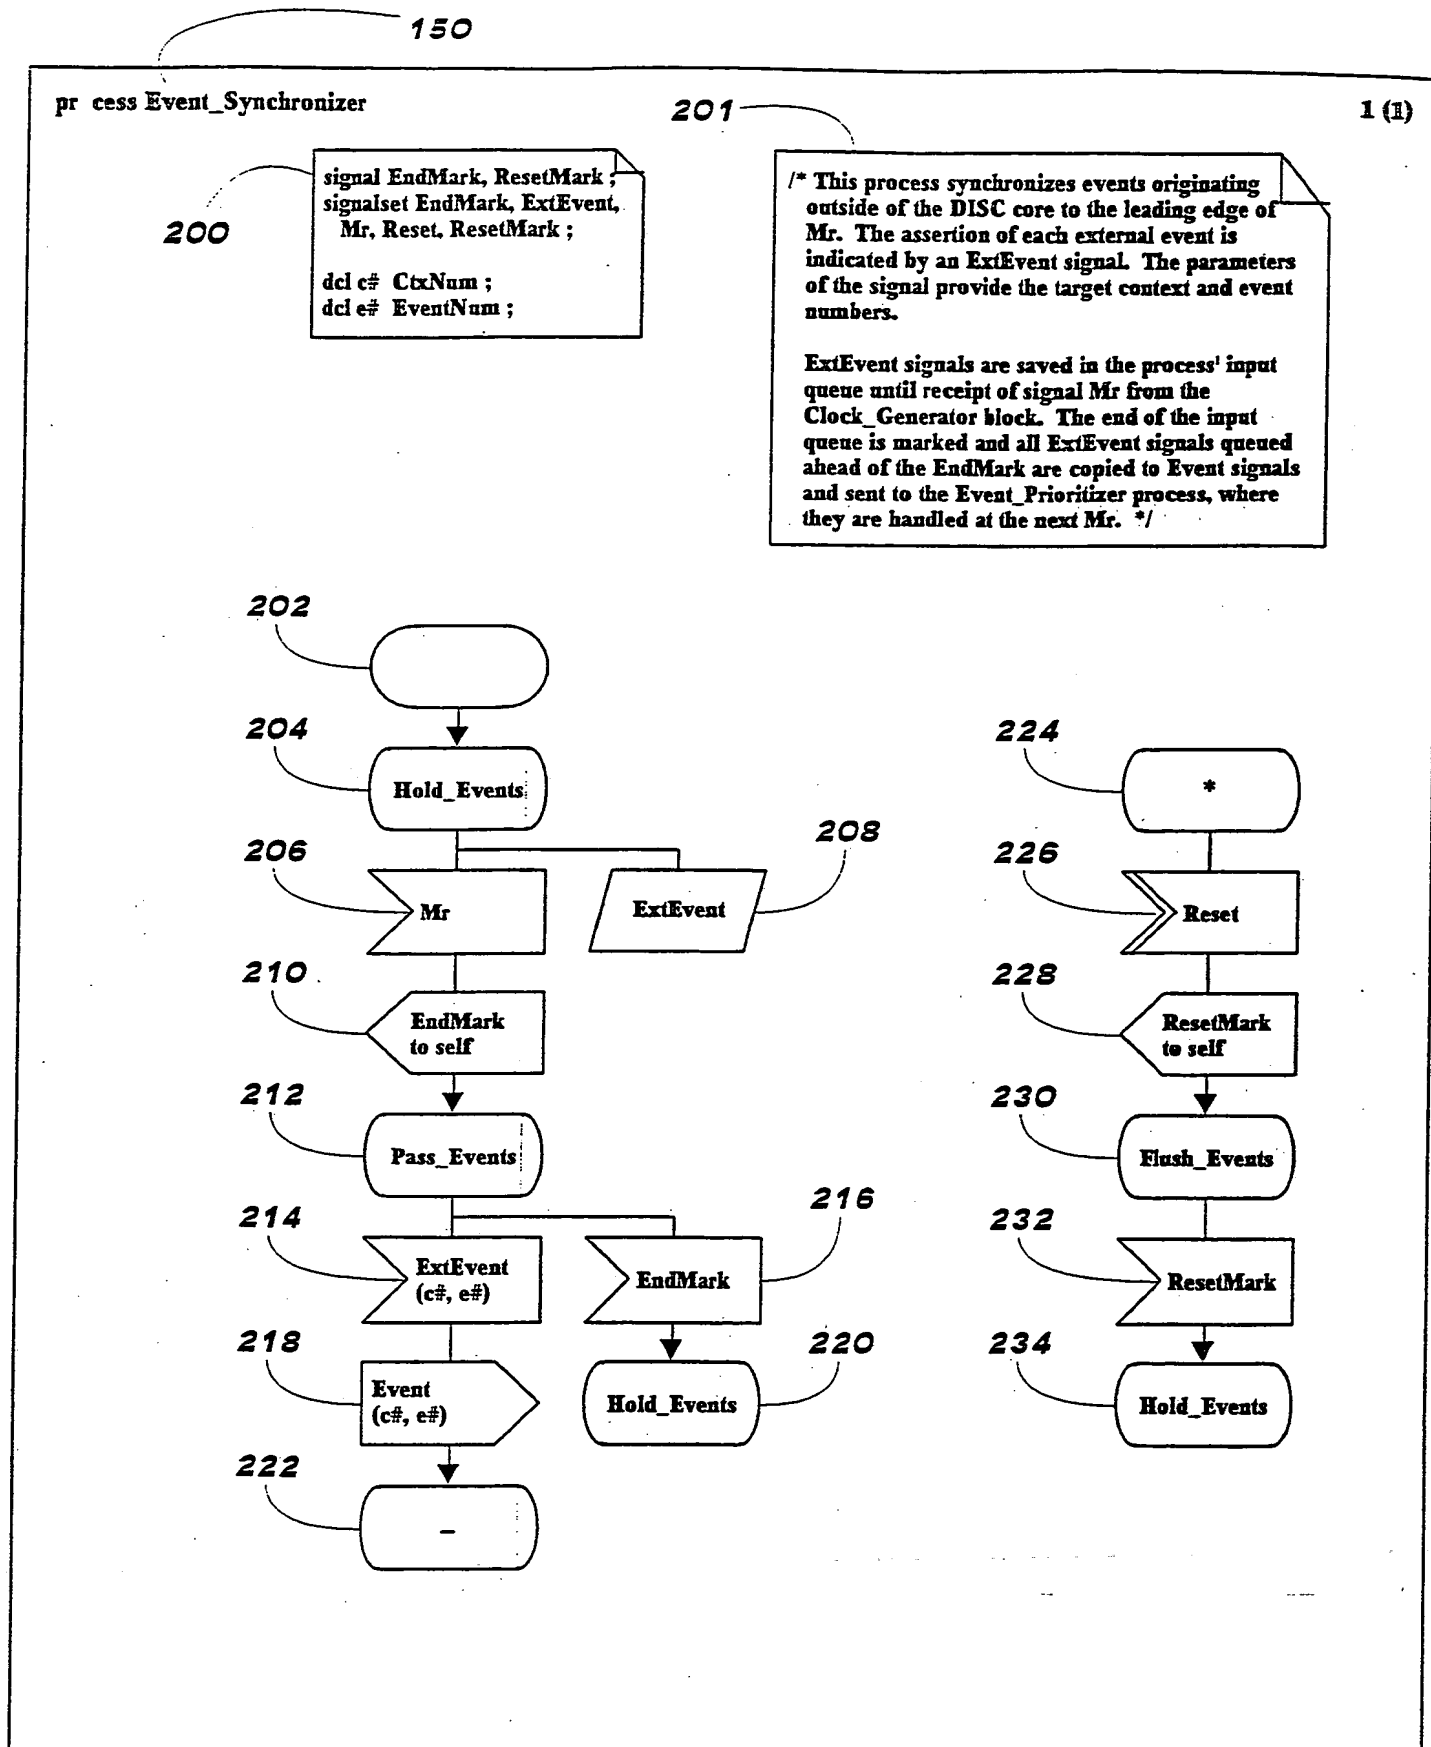 150
pr cess Event_Synchronizer
1 (1)
200
signal EndMark, ResetMark ;
signalset EndMark, ExtEvent,
Mr, Reset, ResetMark ;
dcl c# CtxNum ;
dcl e# EventNum ;
201
/* This process synchronizes events originating
outside of the DISC core to the leading edge of
Mr. The assertion of each external event is
indicated by an ExtEvent signal. The parameters
of the signal provide the target context and event
numbers.
ExtEvent signals are saved in the process' input
queue until receipt of signal Mr from the
Clock_Generator block. The end of the input
queue is marked and all ExtEvent signals queued
ahead of the EndMark are copied to Event signals
and sent to the Event_Prioritizer process, where
they are handled at the next Mr. */
202
204
Hold_Events
206
Mr
208
ExtEvent
210
EndMark
to self
212
Pass_Events
214
ExtEvent
(c#, e#)
216
EndMark
218
Event
(c#, e#)
220
Hold_Events
222
–
224
*
226
Reset
228
ResetMark
to self
230
Flush_Events
232
ResetMark
234
Hold_Events